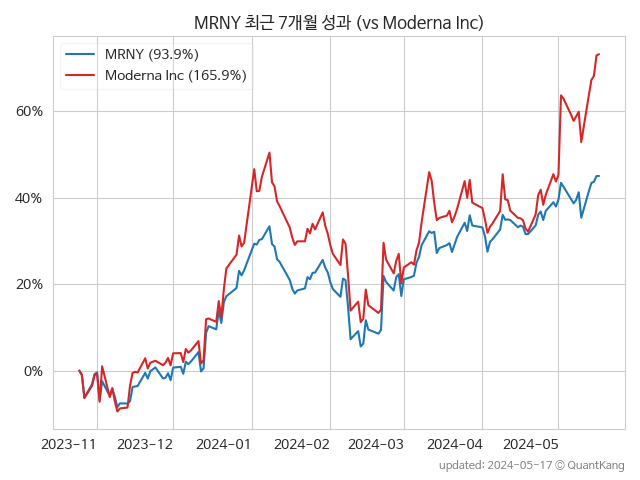 MRNY 최근 7개월 성과 (vs Moderna Inc)
MRNY (93.9%)
Moderna Inc (165.9%)
60%
40%
20%
0%
2023-11 2023-12 2024-01 2024-02 2024-03 2024-04 2024-05
updated: 2024-05-17 © QuantKang